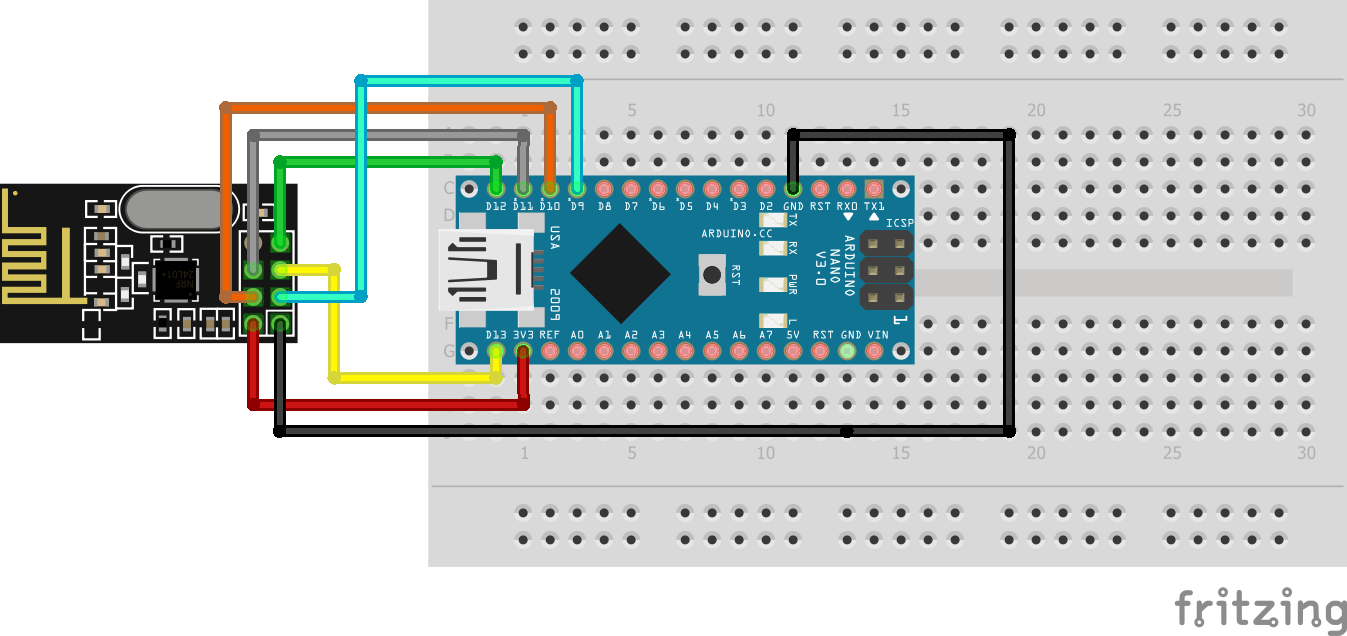 5 10 15 20 25 30
C
D
F
G
D12 D11 D10 D9 D8 D7 D6 D5 D4 D3 D2 GND RST RX0 TX1
ICSP
TX
RX
PWR
L
ARDUINO.CC
ARDUINO
NANO
V3.0
RST
USA
2009
1
NRF
24L01+
D13 3V3 REF A0 A1 A2 A3 A4 A5 A6 A7 5V RST GND VIN
1 5 10 15 20 25 30
fritzing